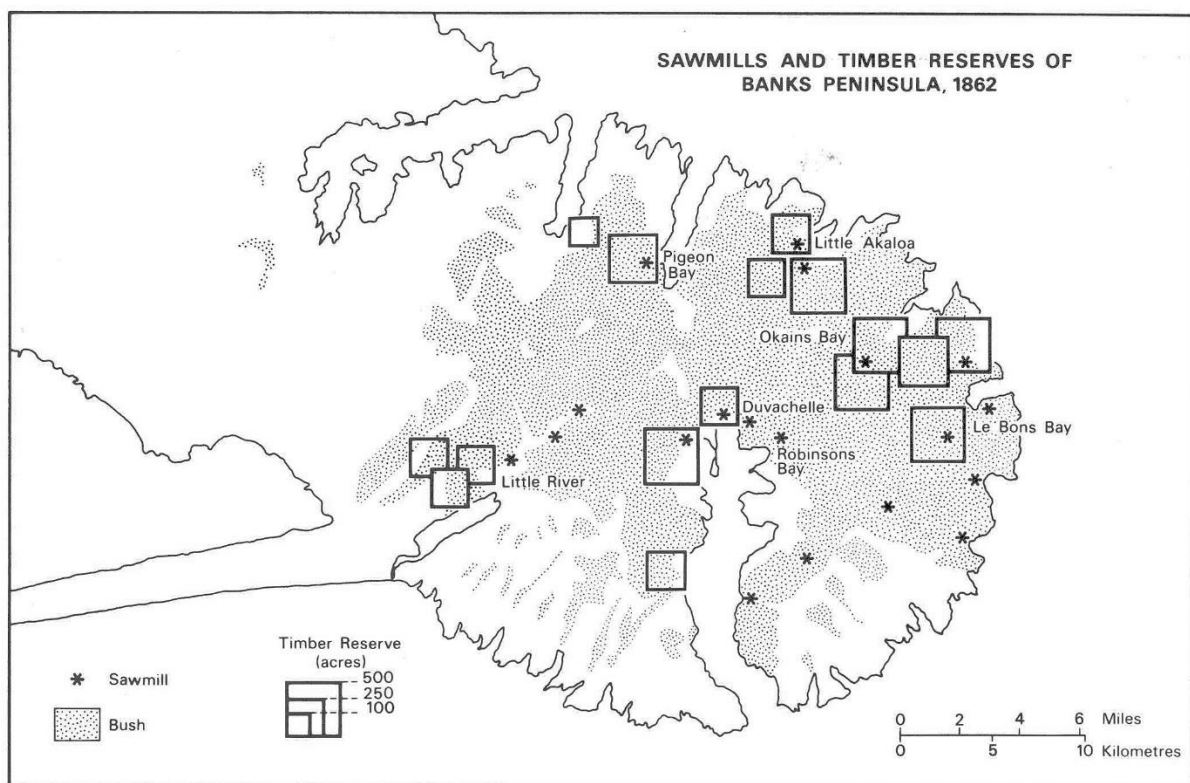 SAWMILLS AND TIMBER RESERVES OF
BANKS PENINSULA, 1862
Little Akaloa
Pigeon
Bay
Okains Bay
Duvachelle
Le Bons Bay
Robinsons
Bay
Little River
Timber Reserve
(acres)
500
250
100
Sawmill
Bush
0 2 4 6 Miles
0 5 10 Kilometres